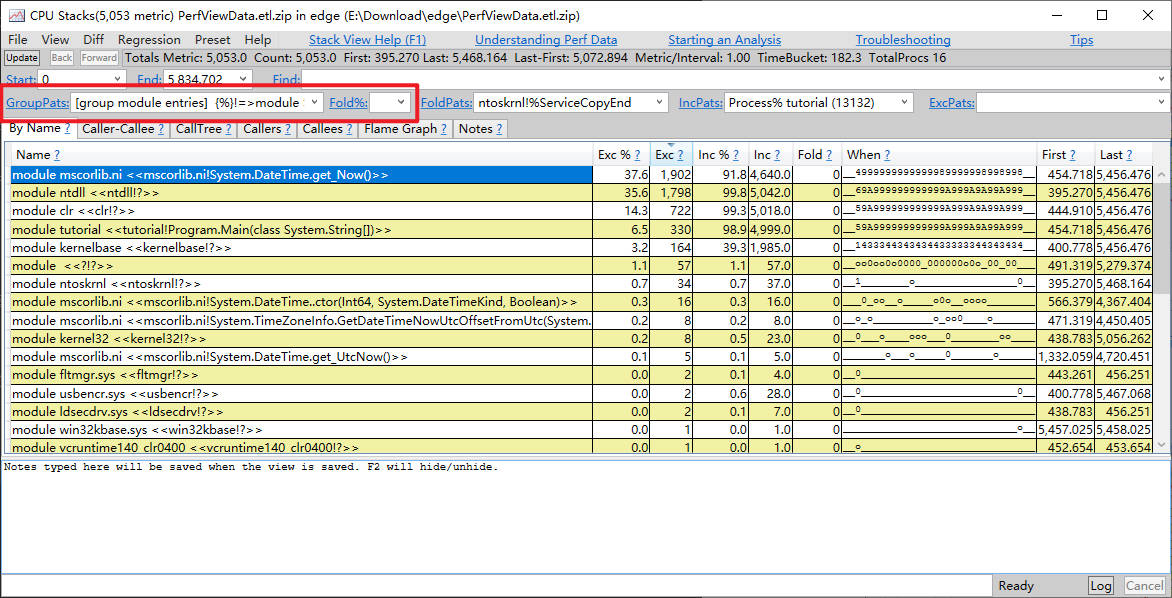 CPU Stacks(5,053 metric) PerfViewData.etl.zip in edge (E:\Download\edge\PerfViewData.etl.zip)
File View Diff Regression Preset Help Stack View Help (F1) Understanding Perf Data Starting an Analysis Troubleshooting Tips
Update Back Forward Totals Metric: 5,053.0 Count: 5,053.0 First: 395.270 Last: 5,468.164 Last-First: 5,072.894 Metric/Interval: 1.00 TimeBucket: 182.3 TotalProcs 16
Start: 0 End: 5,834.702 Find:
GroupPats: [group module entries] {%}!=>module Fold%: FoldPats: ntoskrnl!%ServiceCopyEnd IncPats: Process% tutorial (13132) ExcPats:
By Name ? Caller-Callee ? CallTree ? Callers ? Callees ? Flame Graph ? Notes ?
Name ? Exc % ? Exc ? Inc % ? Inc ? Fold ? When ? First ? Last ?
module mscorlib.ni <<mscorlib.ni!System.DateTime.get_Now()>> 37.6 1,902 91.8 4,640.0 0 454.718 5,456.476
module ntdll <<ntdll!?>> 35.6 1,798 99.8 5,042.0 0 395.270 5,456.476
module clr <<clr!?>> 14.3 722 99.3 5,018.0 0 444.910 5,456.476
module tutorial <<tutorial!Program.Main(class System.String[])>> 6.5 330 98.9 4,999.0 0 454.718 5,456.476
module kernelbase <<kernelbase!?>> 3.2 164 39.3 1,985.0 0 400.778 5,456.476
module <<?!?>> 1.1 57 1.1 57.0 0 491.319 5,279.374
module ntoskrnl <<ntoskrnl!?>> 0.7 34 0.7 37.0 0 395.270 5,468.164
module mscorlib.ni <<mscorlib.ni!System.DateTime..ctor(Int64, System.DateTimeKind, Boolean)>> 0.3 16 0.3 16.0 0 566.379 4,367.404
module mscorlib.ni <<mscorlib.ni!System.TimeZoneInfo.GetDateTimeNowUtcOffsetFromUtc(System. 0.2 8 0.2 8.0 0 471.319 4,450.405
module kernel32 <<kernel32!?>> 0.2 8 0.5 23.0 0 438.783 5,056.262
module mscorlib.ni <<mscorlib.ni!System.DateTime.get_UtcNow()>> 0.1 5 0.1 5.0 0 1,332.059 4,720.451
module fltmgr.sys <<fltmgr!?>> 0.0 2 0.1 4.0 0 443.261 456.251
module usbencr.sys <<usbencr!?>> 0.0 2 0.6 28.0 0 400.778 5,467.068
module ldsecdrv.sys <<ldsecdrv!?>> 0.0 2 0.1 7.0 0 438.783 456.251
module win32kbase.sys <<win32kbase!?>> 0.0 1 0.0 1.0 0 5,457.025 5,458.025
module vcruntime140_clr0400 <<vcruntime140_clr0400!?>> 0.0 1 0.0 1.0 0 452.654 453.654
Notes typed here will be saved when the view is saved. F2 will hide/unhide.
Ready Log Cancel